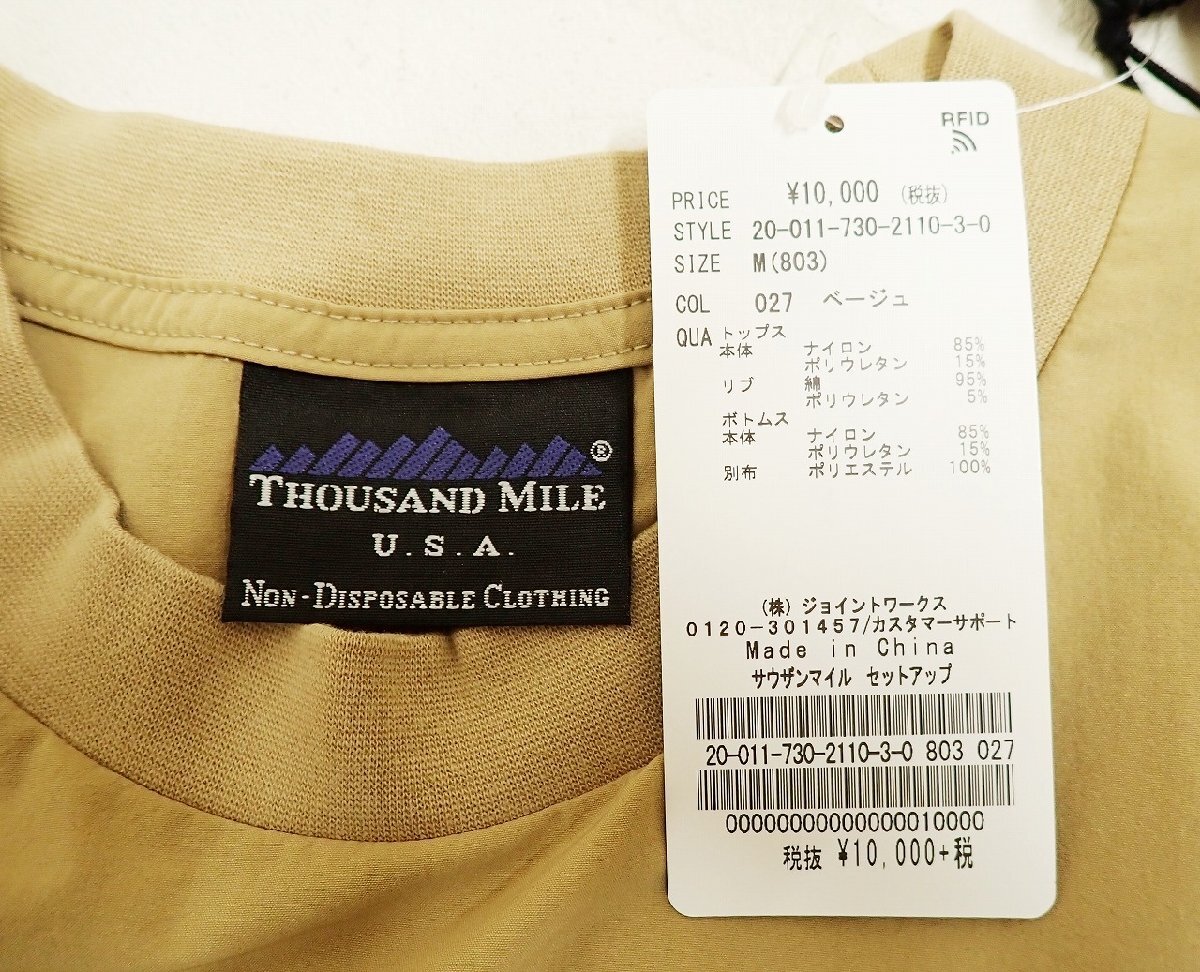 THOUSAND MILE ®
U.S.A.
NON-DISPOSABLE CLOTHING
RFID
PRICE ¥10,000 (税抜)
STYLE 20-011-730-2110-3-0
SIZE M(803)
COL 027 ベージュ
QUA トップス
本体 ナイロン 85%
ポリウレタン 15%
リブ 綿 95%
ポリウレタン 5%
ボトムス
本体 ナイロン 85%
ポリウレタン 15%
別布 ポリエステル 100%
(株)ジョイントワークス
0120-301457/カスタマーサポート
Made in China
サウザンマイル セットアップ
20-011-730-2110-3-0 803 027
00000000000000010000
税抜 ¥10,000+税